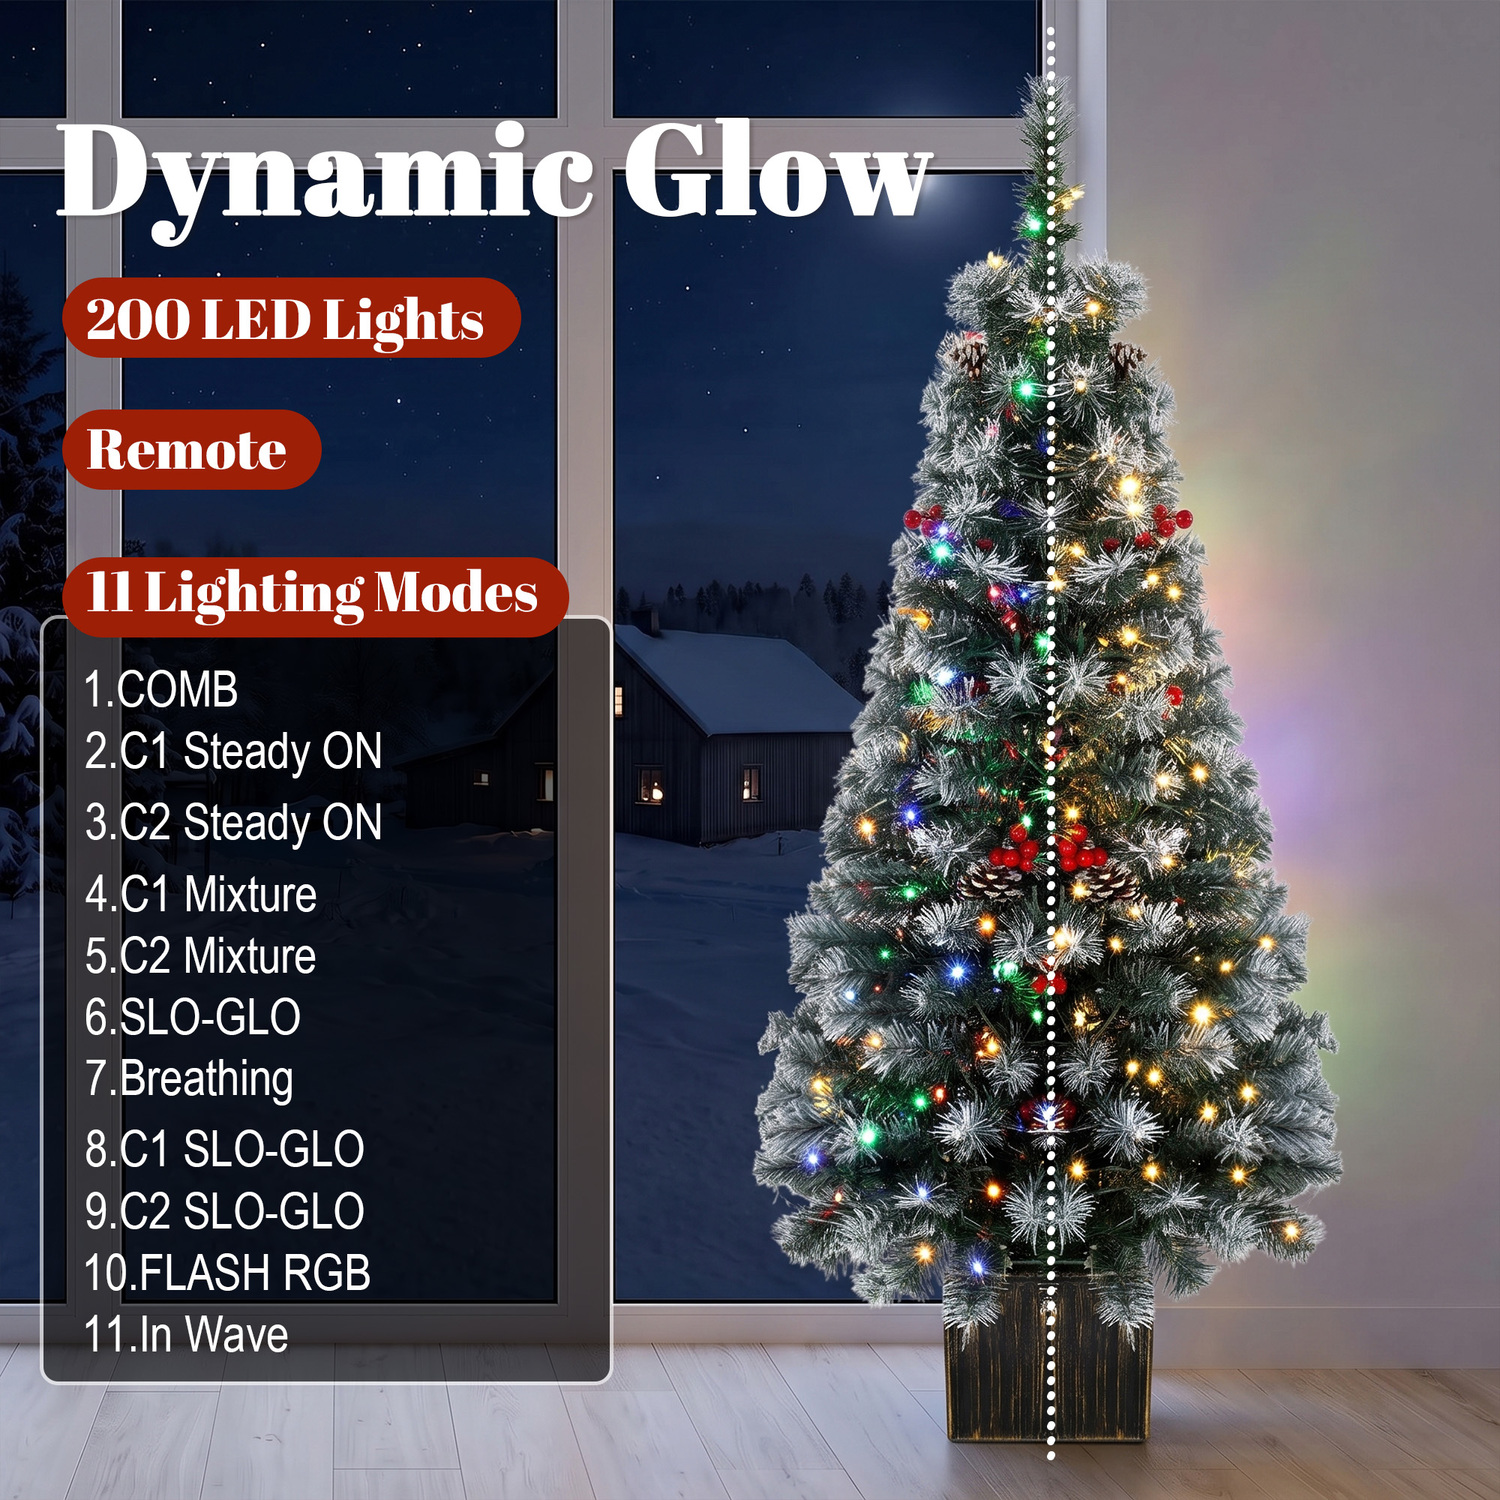 Dynamic Glow
200 LED Lights
Remote
11 Lighting Modes
1.COMB
2.C1 Steady ON
3.C2 Steady ON
4.C1 Mixture
5.C2 Mixture
6.SLO-GLO
7.Breathing
8.C1 SLO-GLO
9.C2 SLO-GLO
10.FLASH RGB
11.In Wave